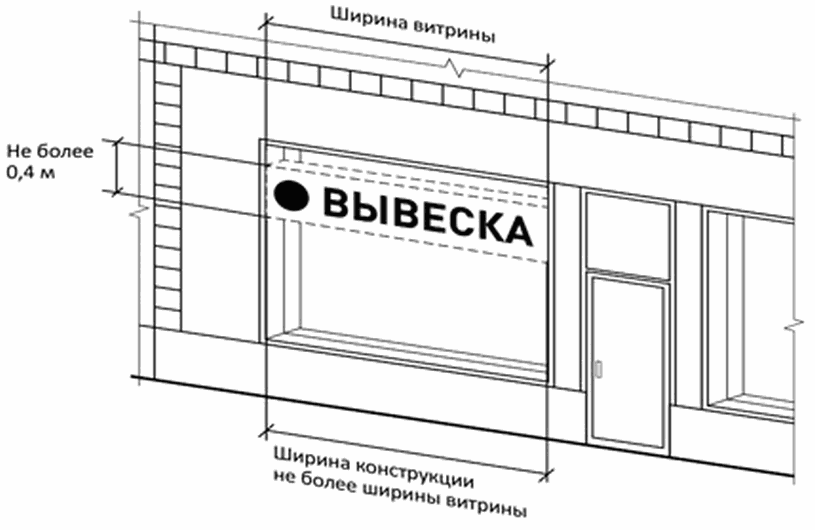 Ширина витрины
Не более
0,4 м
ВЫВЕСКА
Ширина конструкции
не более ширины витрины